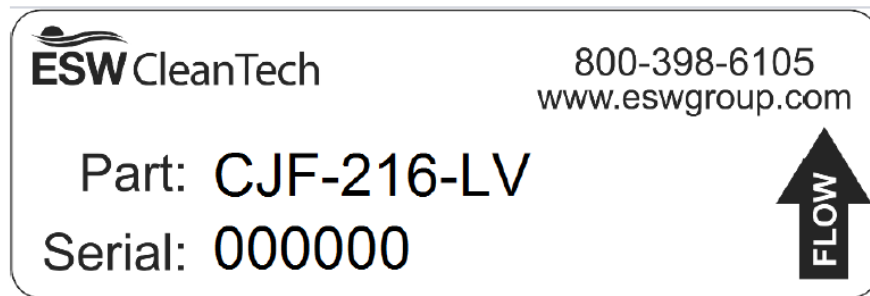 ESW CleanTech
800-398-6105
www.eswgroup.com
Part: CJF-216-LV
Serial: 000000
FLOW